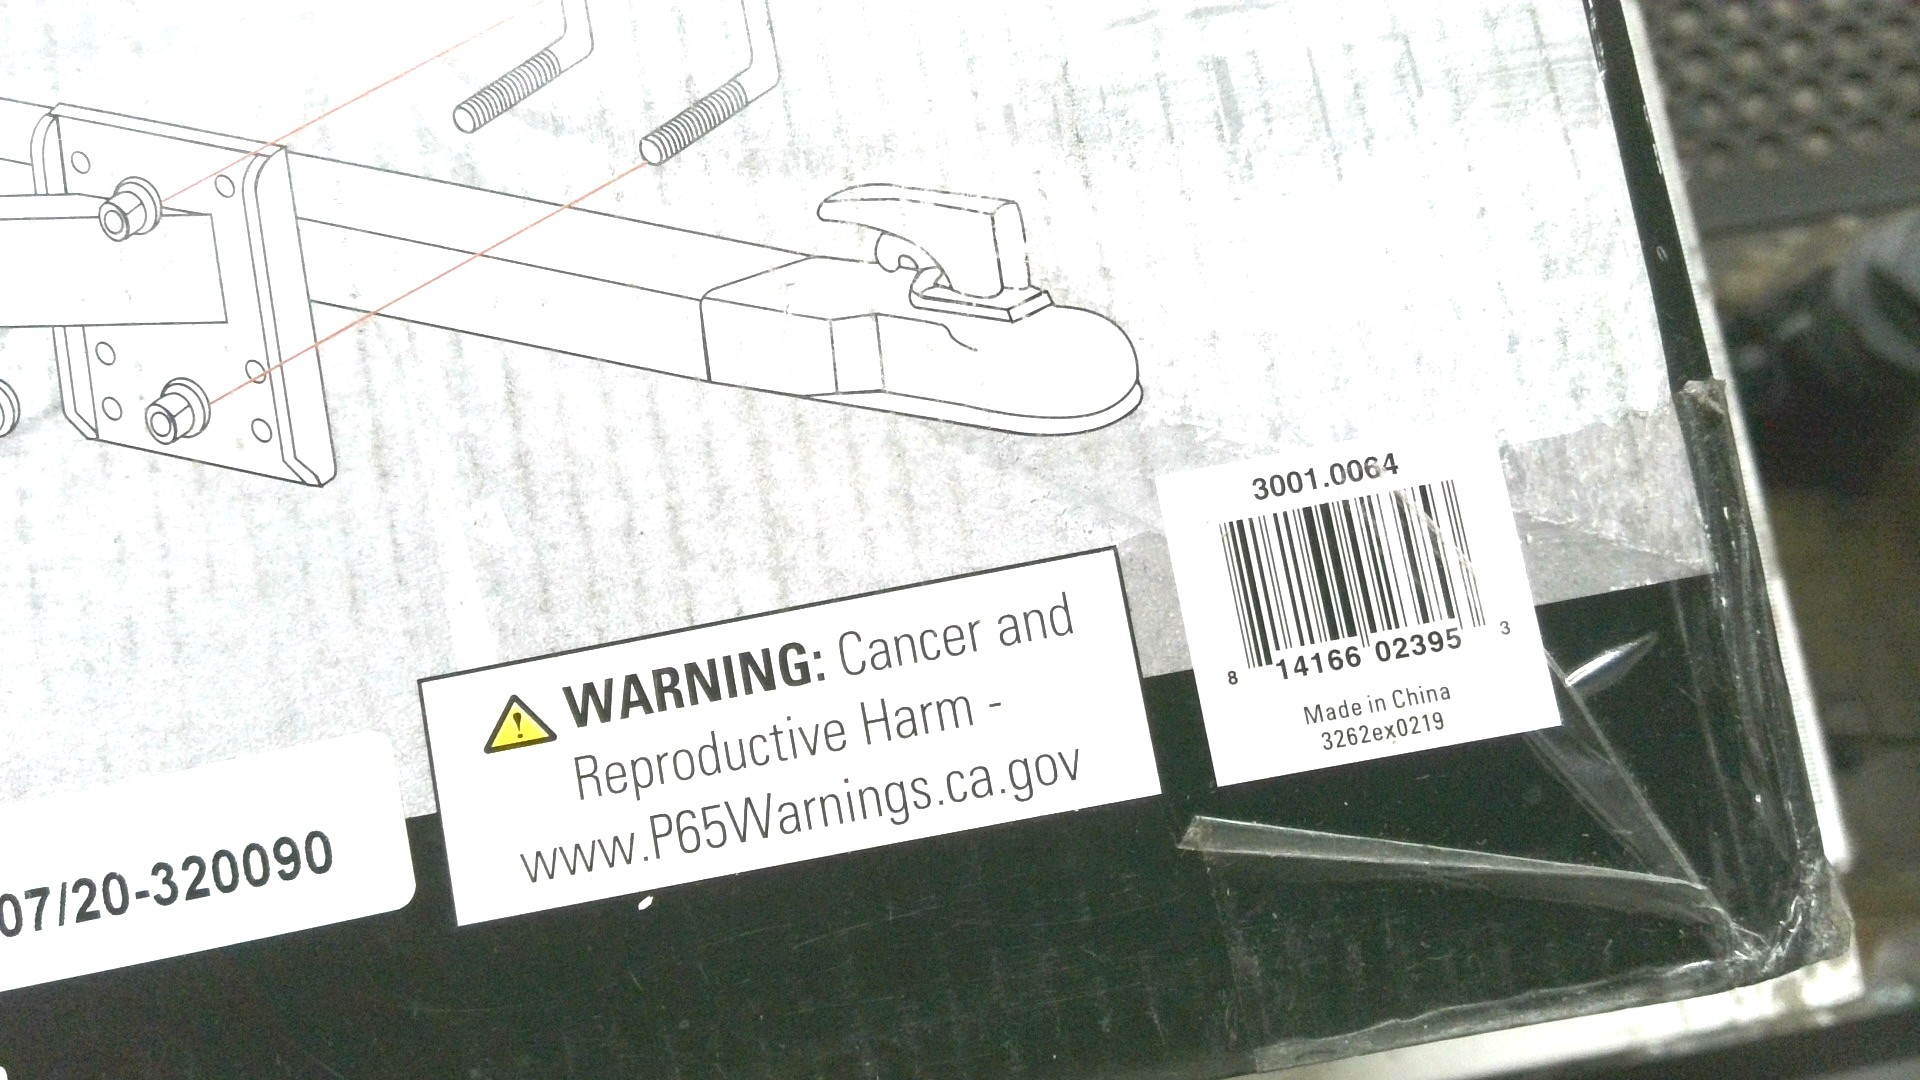 3001.0064
8 14166 02395 3
Made in China
3262ex0219
WARNING: Cancer and
Reproductive Harm -
www.P65Warnings.ca.gov
07/20-320090